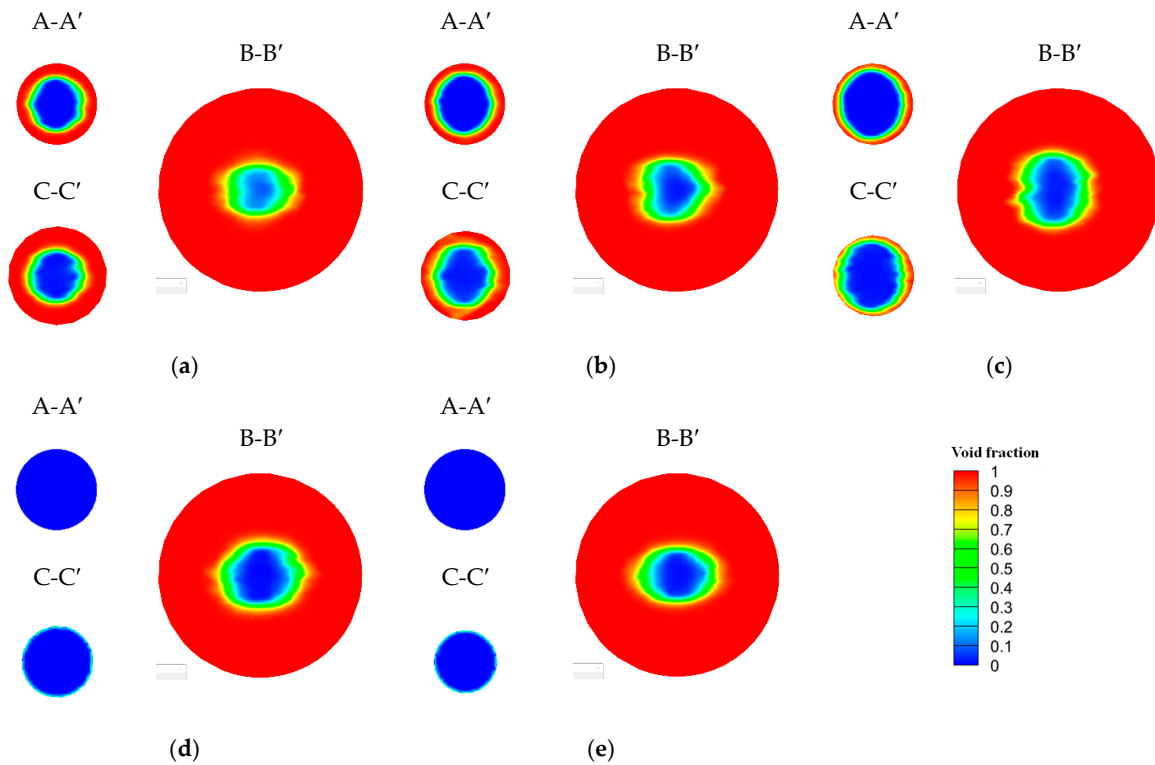 A-A′
B-B′
C-C′
(a)
A-A′
B-B′
C-C′
(b)
A-A′
B-B′
C-C′
(c)
A-A′
B-B′
C-C′
(d)
A-A′
B-B′
C-C′
(e)
Void fraction
1
0.9
0.8
0.7
0.6
0.5
0.4
0.3
0.2
0.1
0